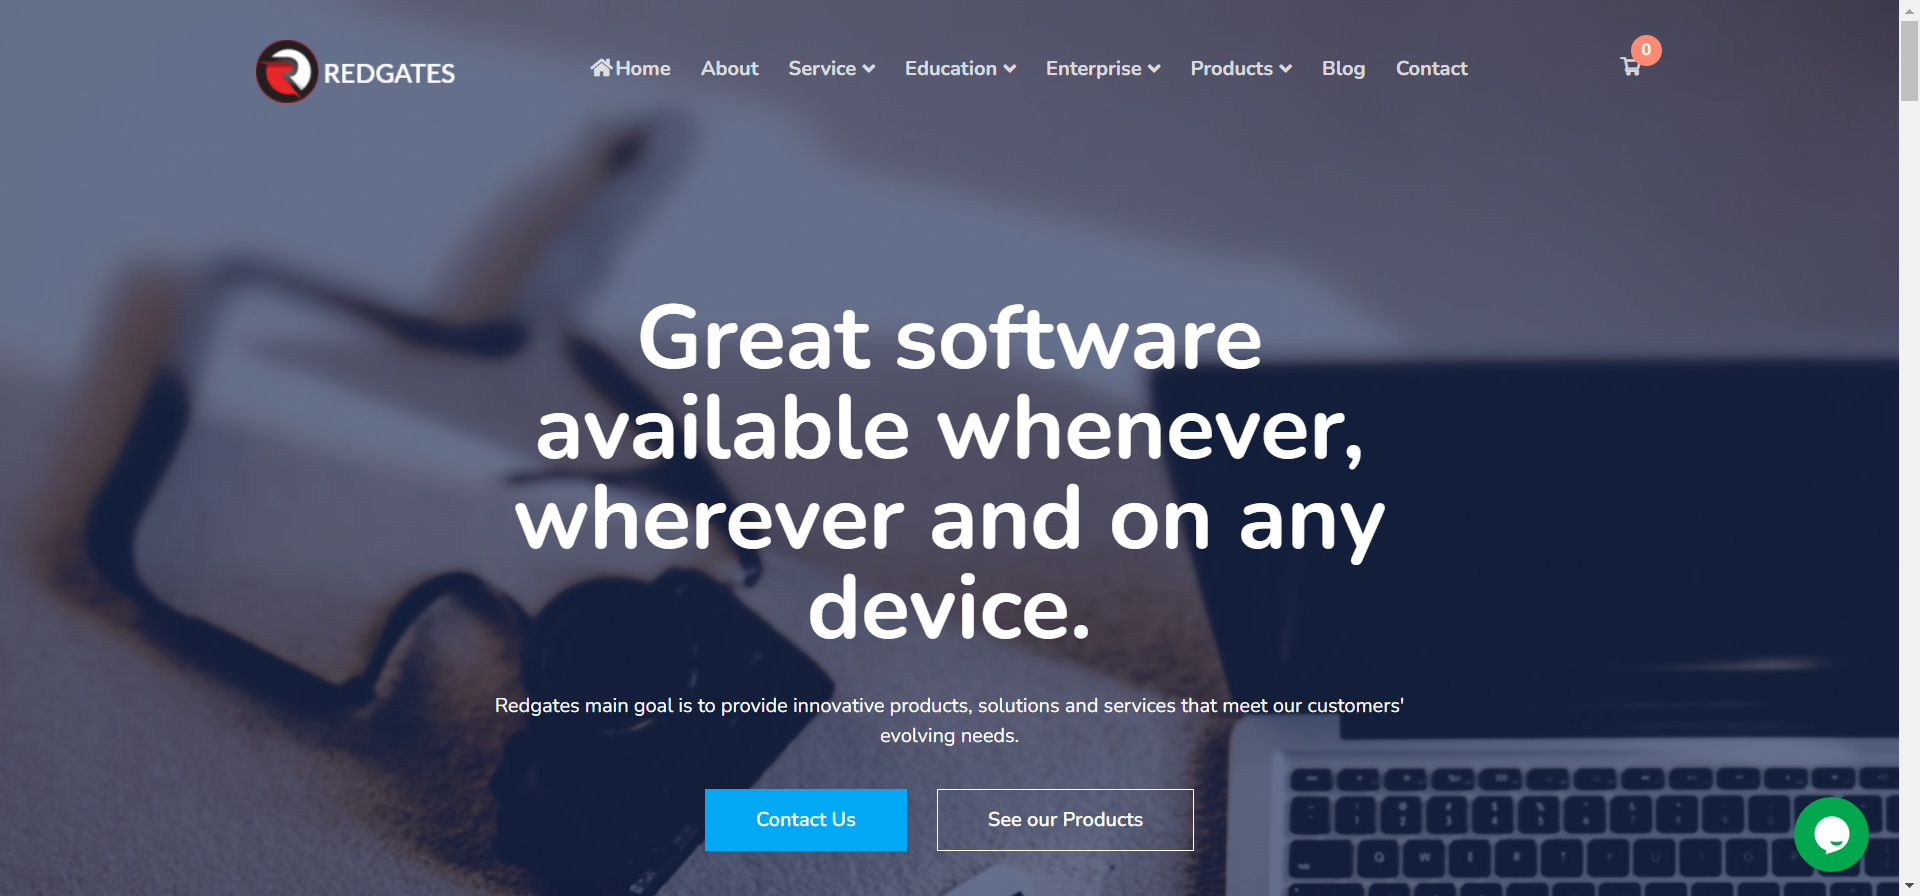 REDGATES
Home About Service Education Enterprise Products Blog Contact
0
Great software
available whenever,
wherever and on any
device.
Redgates main goal is to provide innovative products, solutions and services that meet our customers'
evolving needs.
Contact Us
See our Products